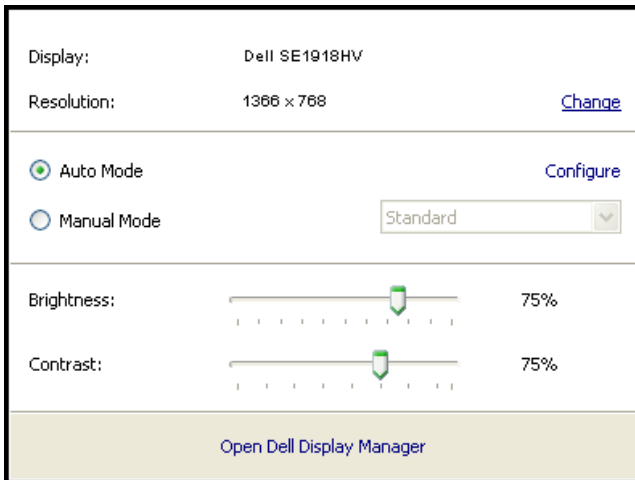 Display: Dell SE1918HV
Resolution: 1366 x 768 Change
Auto Mode Configure
Manual Mode Standard
Brightness: 75%
Contrast: 75%
Open Dell Display Manager